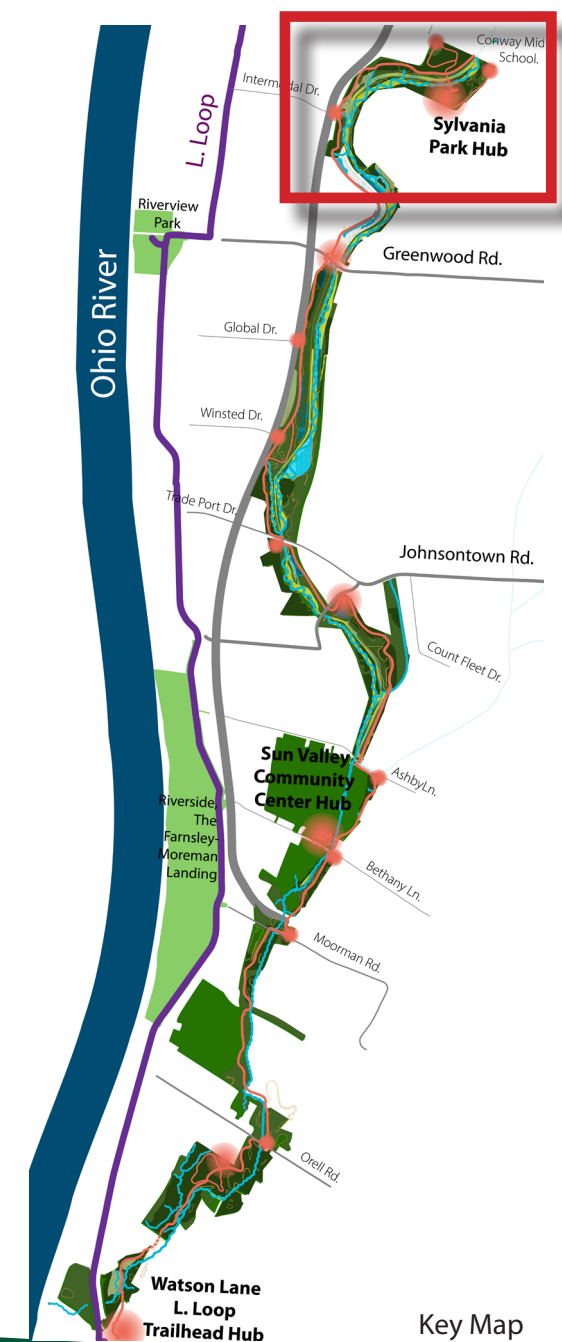 Conway Mid
School.
Intermodal Dr.
Sylvania
Park Hub
L. Loop
Riverview
Park
Greenwood Rd.
Ohio River
Global Dr.
Winsted Dr.
Trade Port Dr.
Johnsontown Rd.
Count Fleet Dr.
Sun Valley
Community
Center Hub
AshbyLn.
Riverside,
The
Farnsley-
Moreman
Landing
Bethany Ln.
Moorman Rd.
Orell Rd.
Watson Lane
L. Loop
Trailhead Hub
Key Map